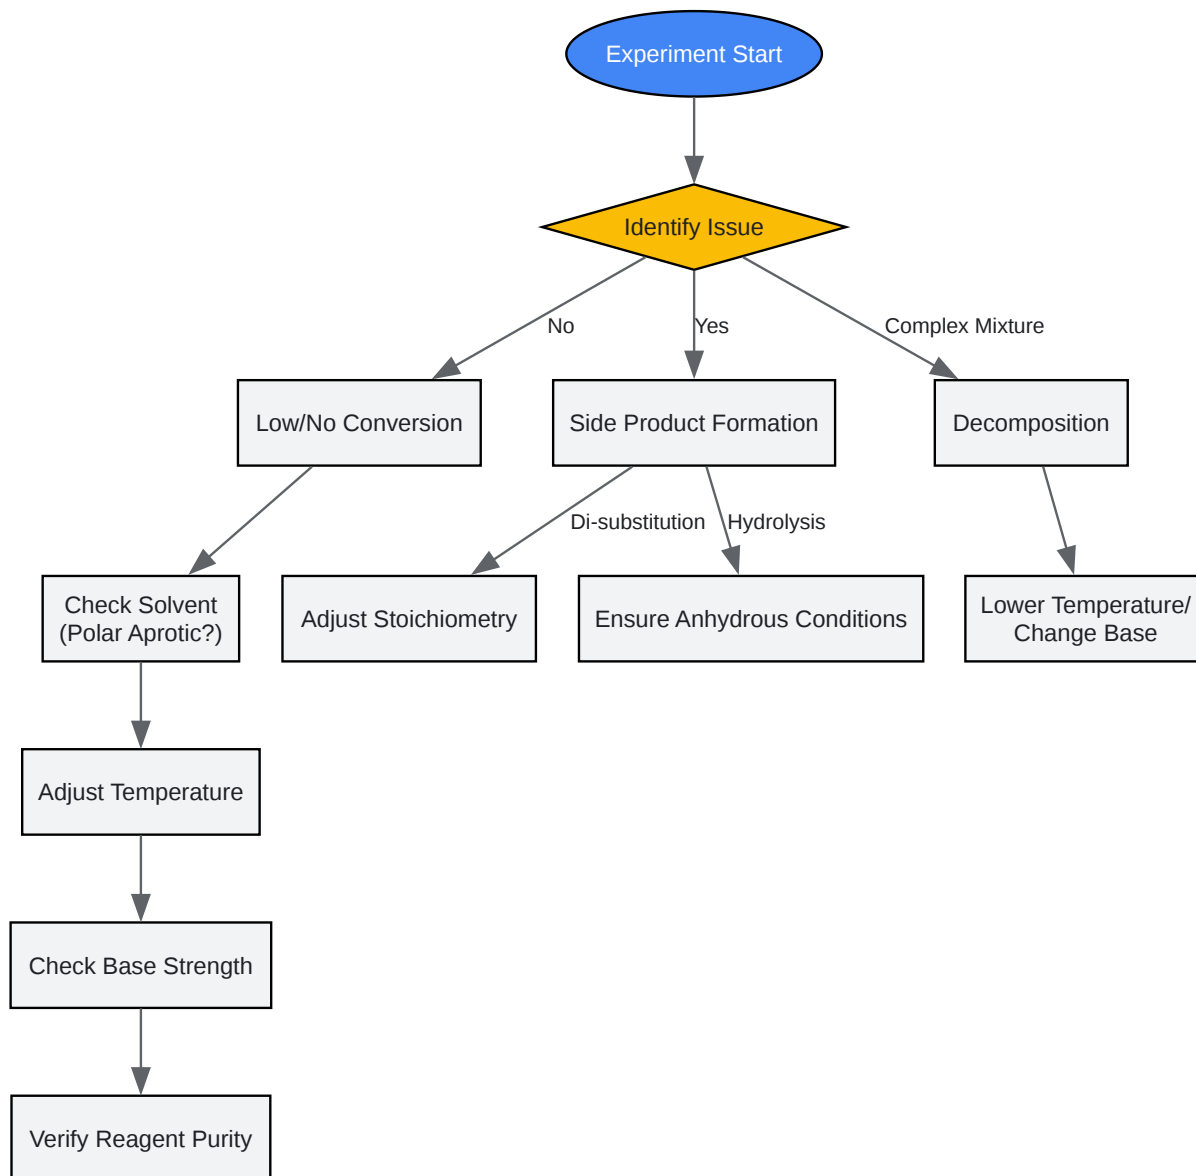 Experiment Start
Identify Issue
No
Yes
Complex Mixture
Low/No Conversion
Side Product Formation
Decomposition
Di-substitution
Hydrolysis
Check Solvent
(Polar Aprotic?)
Adjust Stoichiometry
Ensure Anhydrous Conditions
Lower Temperature/
Change Base
Adjust Temperature
Check Base Strength
Verify Reagent Purity